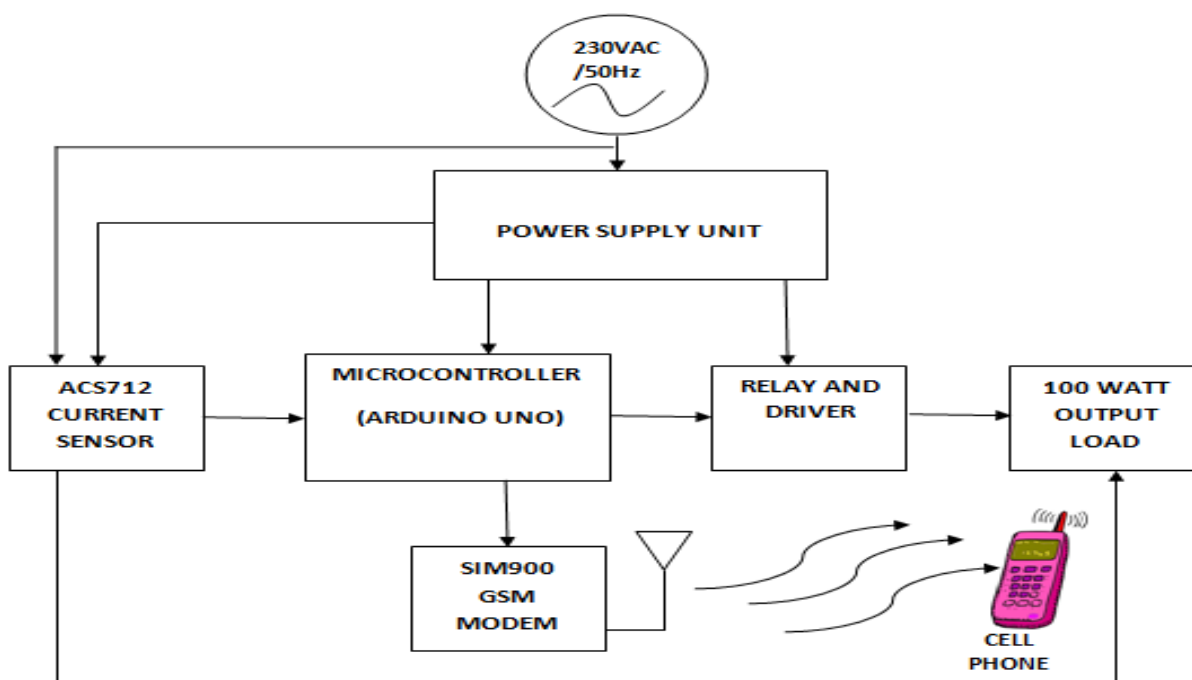 230VAC
/50Hz
POWER SUPPLY UNIT
ACS712
CURRENT
SENSOR
MICROCONTROLLER
(ARDUINO UNO)
RELAY AND
DRIVER
100 WATT
OUTPUT
LOAD
SIM900
GSM
MODEM
CELL
PHONE